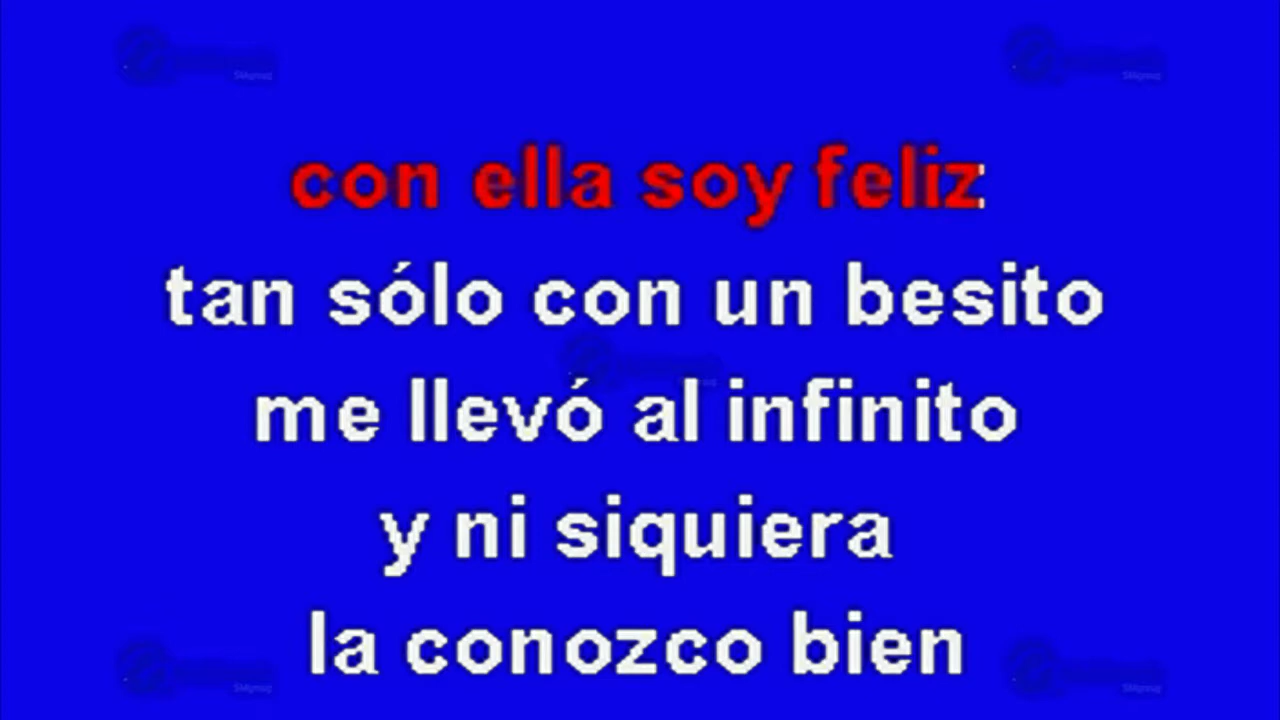 con ella soy feliz
tan sólo con un besito
me llevó al infinito
y ni siquiera
la conozco bien